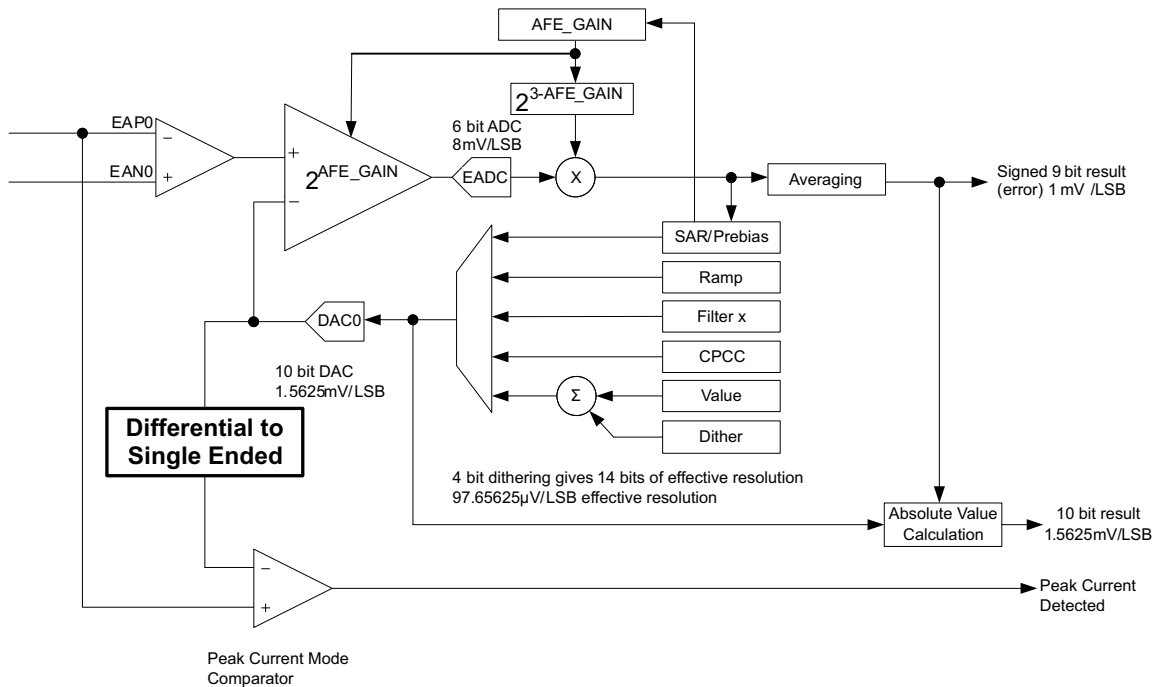 AFE_GAIN
2^3-AFE_GAIN
6 bit ADC
8mV/LSB
EAP0
EAN0
−
+
+
−
2^AFE_GAIN
EADC
X
Averaging
Signed 9 bit result
(error) 1 mV /LSB
SAR/Prebias
Ramp
Filter x
CPCC
Value
Dither
Σ
DAC0
10 bit DAC
1.5625mV/LSB
Differential to
Single Ended
4 bit dithering gives 14 bits of effective resolution
97.65625μV/LSB effective resolution
Absolute Value
Calculation
10 bit result
1.5625mV/LSB
−
+
Peak Current
Detected
Peak Current Mode
Comparator